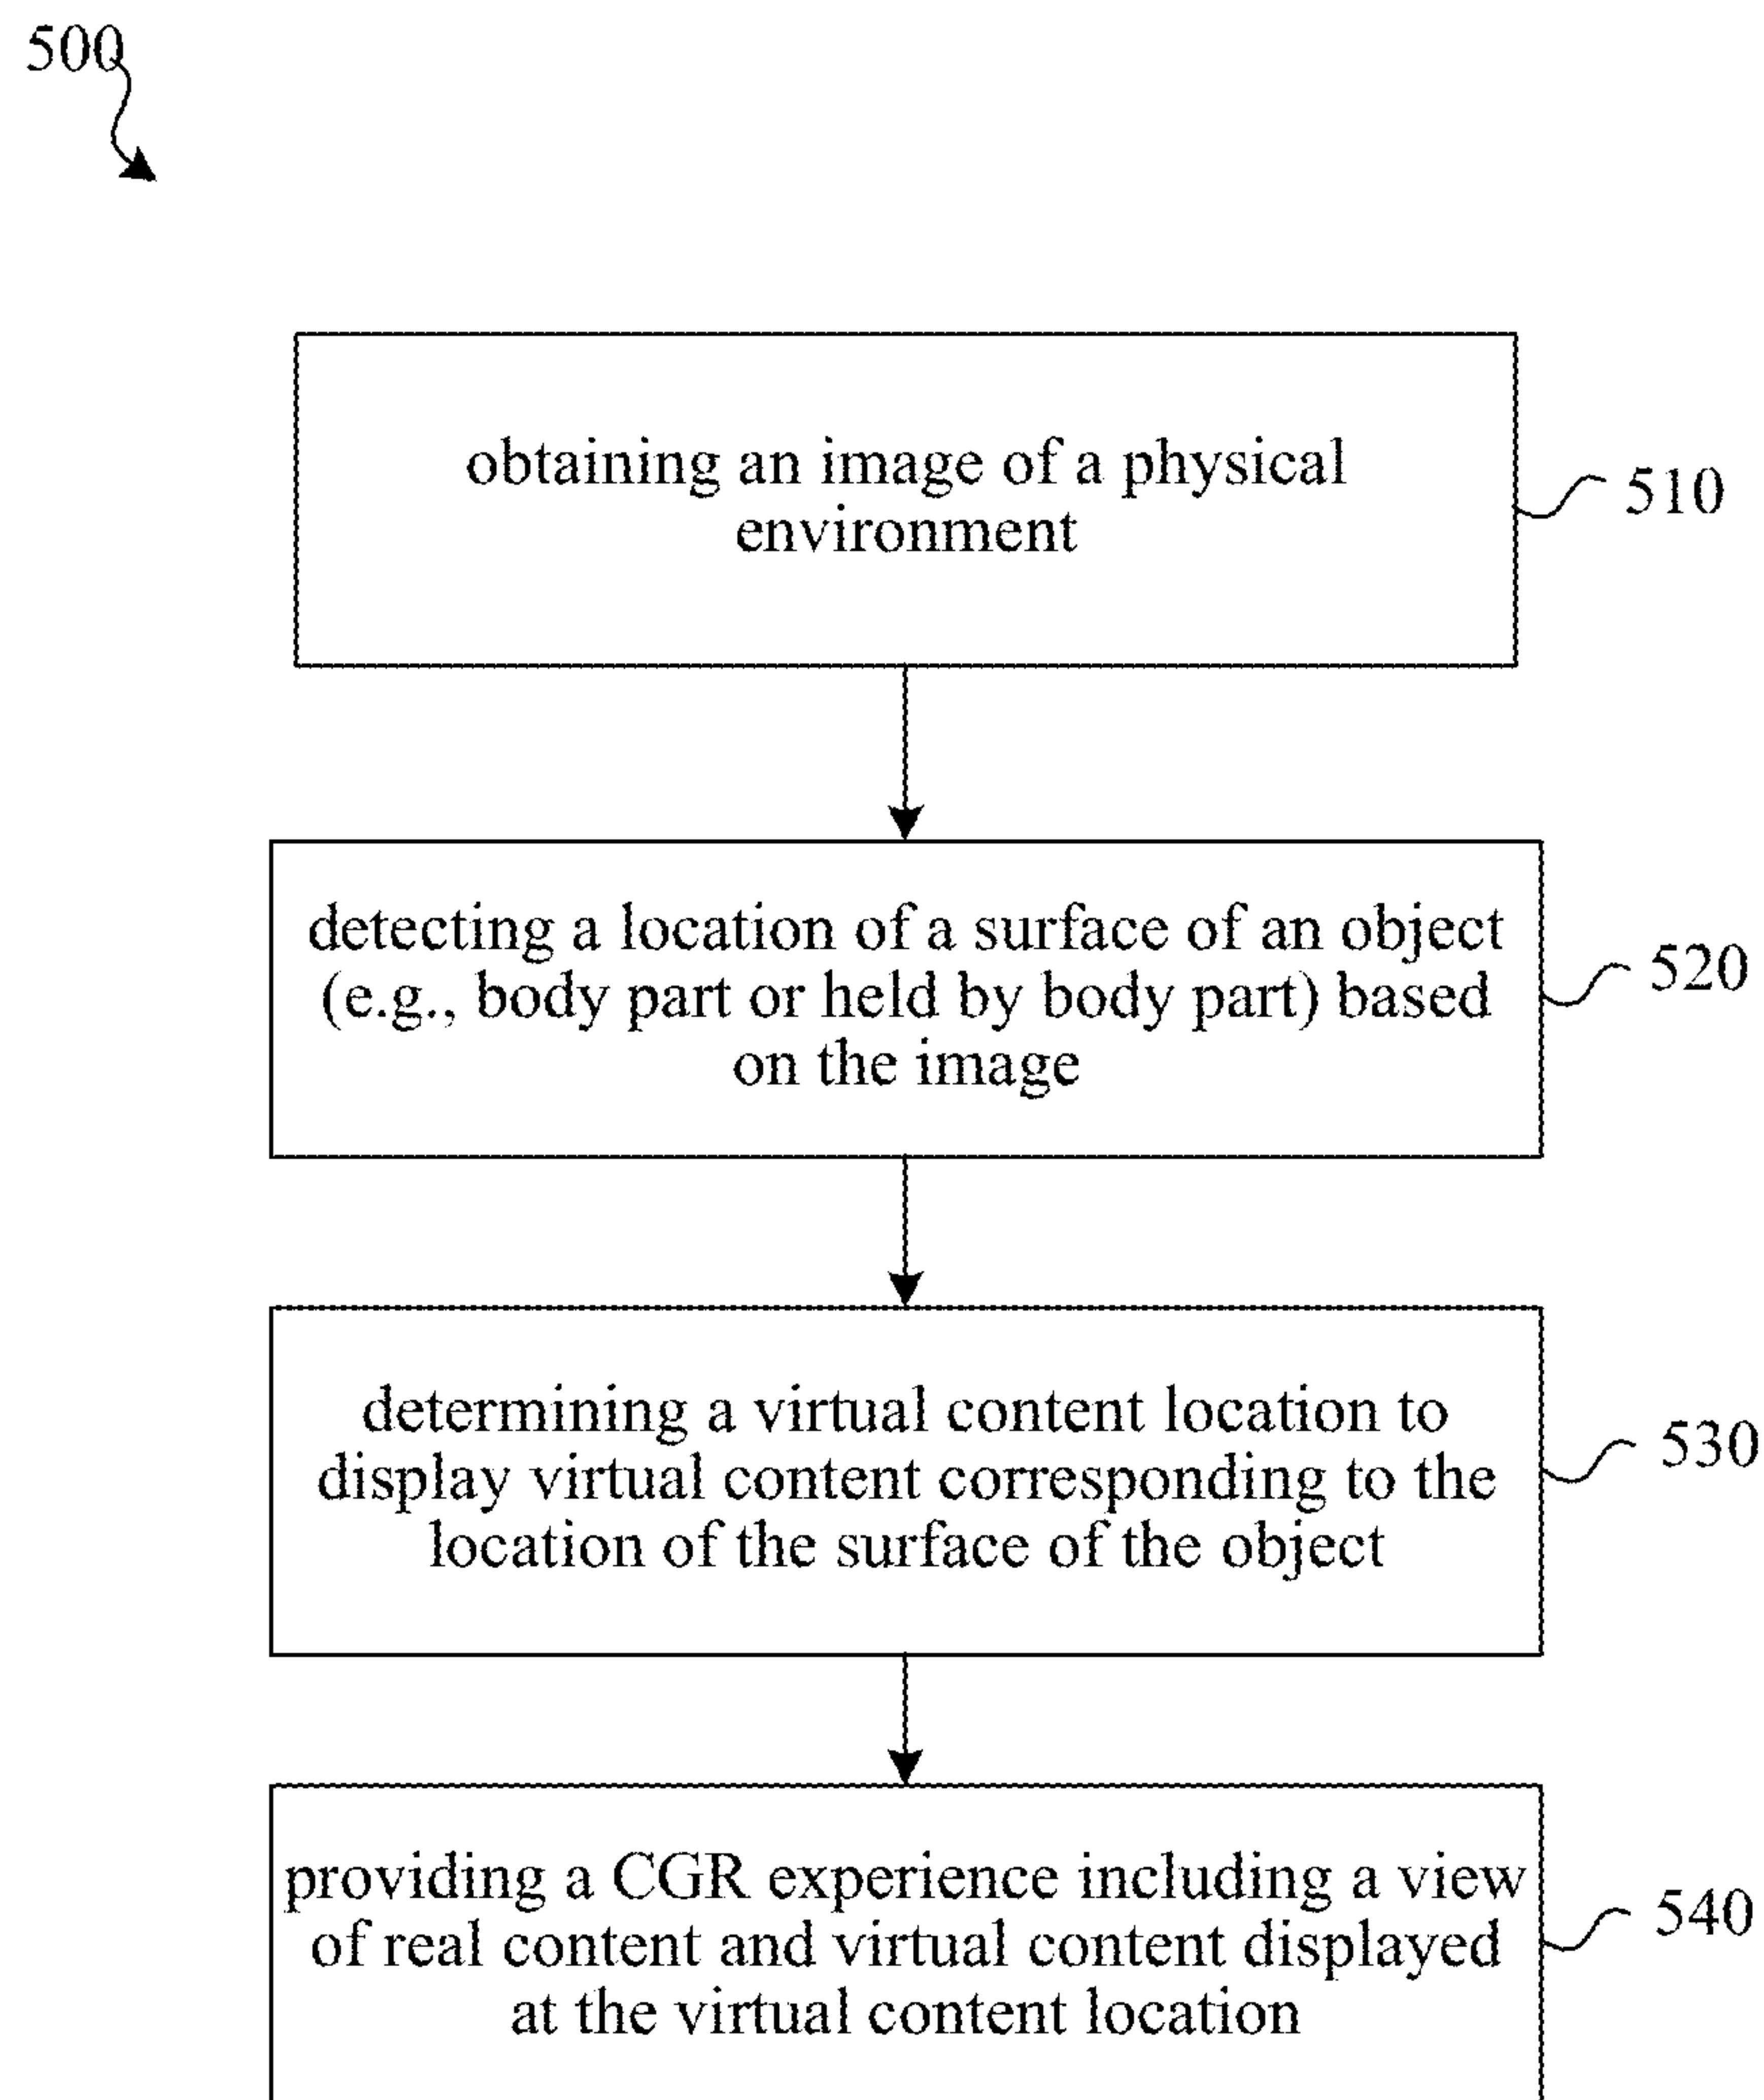 500
obtaining an image of a physical
environment
510
detecting a location of a surface of an object
(e.g., body part or held by body part) based
on the image
520
determining a virtual content location to
display virtual content corresponding to the
location of the surface of the object
530
providing a CGR experience including a view
of real content and virtual content displayed
at the virtual content location
540